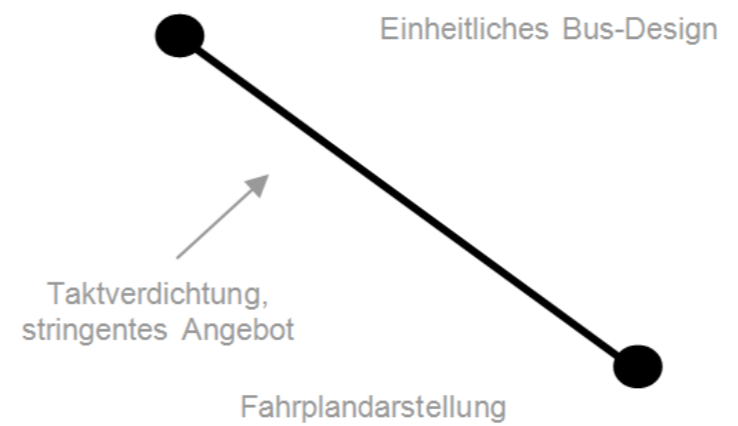 Einheitliches Bus-Design
Taktverdichtung,
stringentes Angebot
Fahrplandarstellung